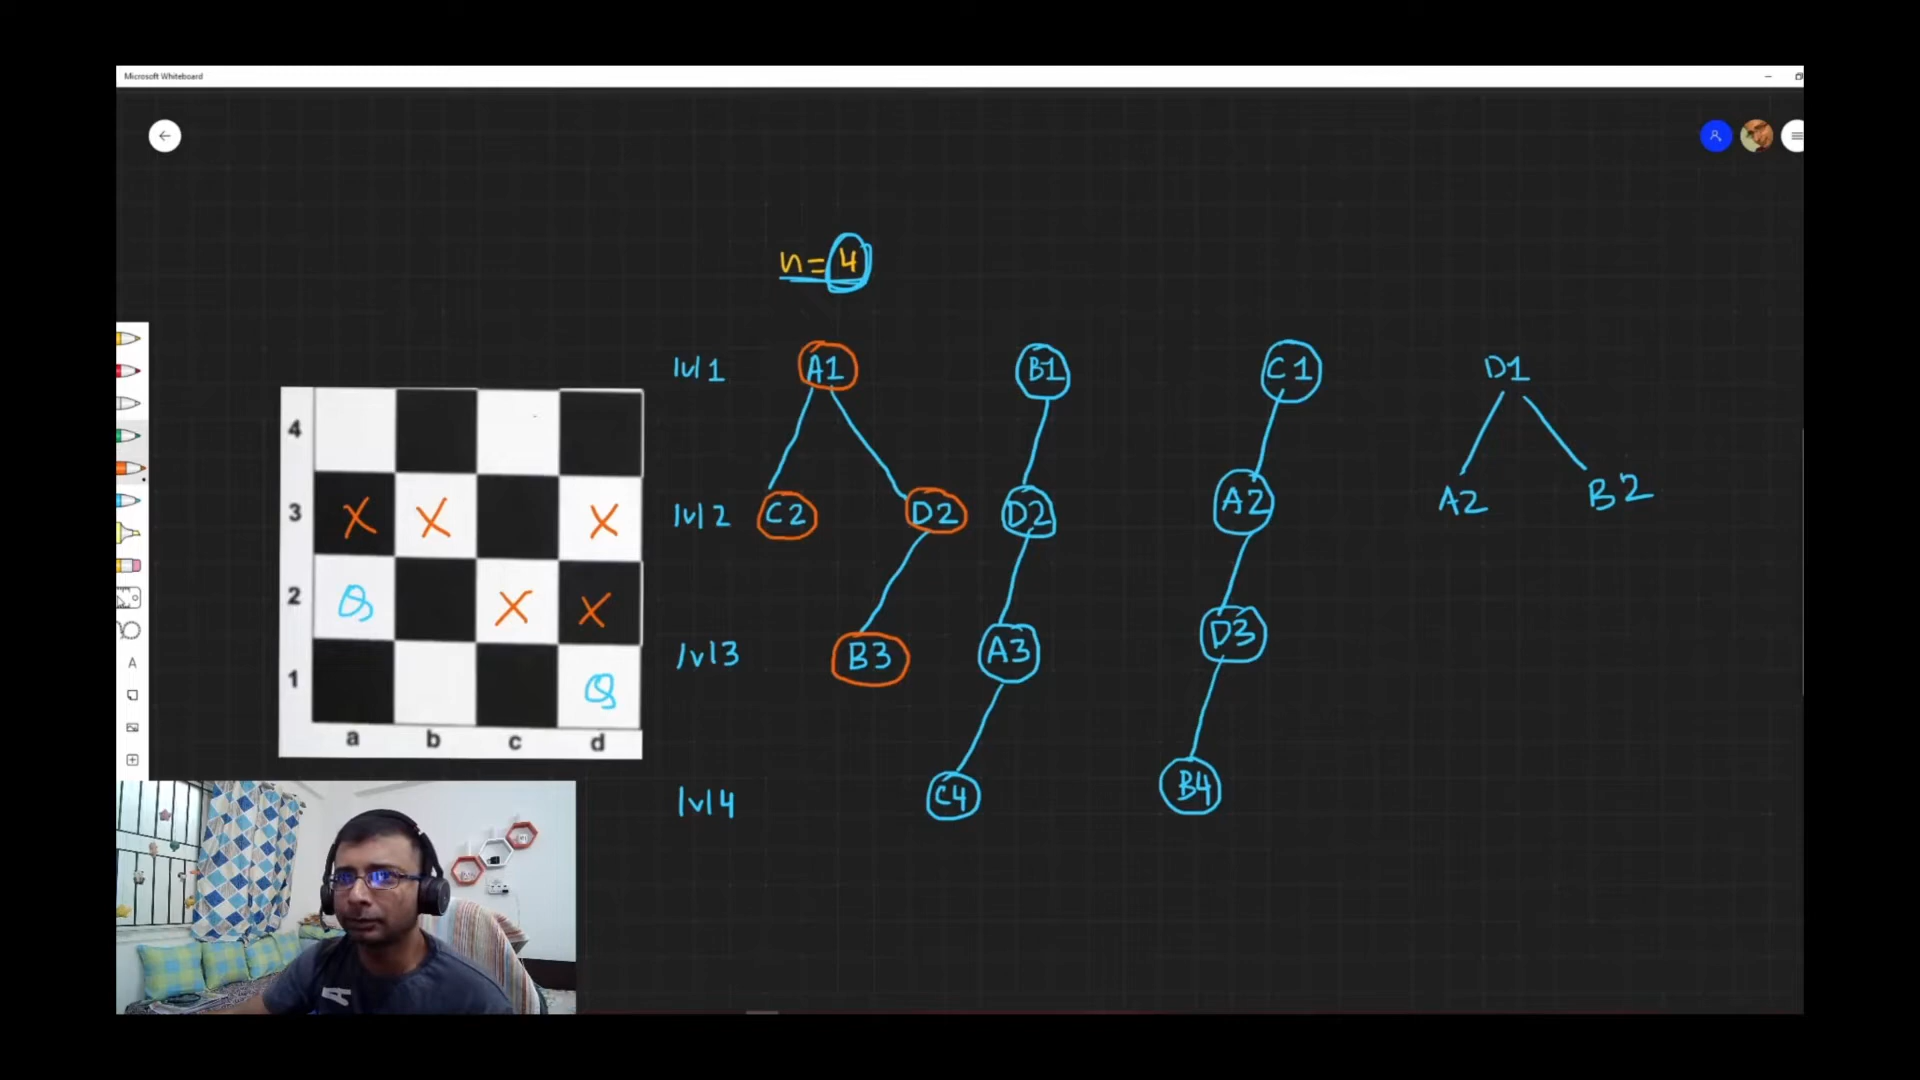 Microsoft Whiteboard
n=4
lvl 1 A1 B1 C1 D1
lvl 2 C2 D2 D2 A2 A2 B2
lvl 3 B3 A3 D3
lvl 4 C4 B4
4
3 X X X
2 Q X X
1 Q
a b c d
A